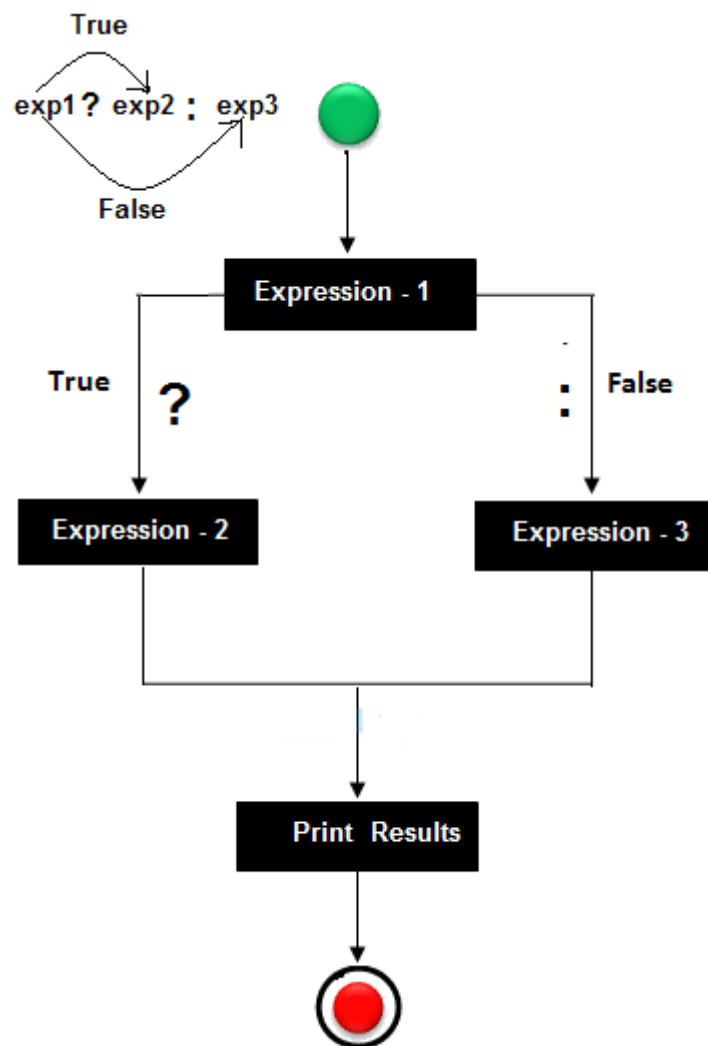 True
exp1? exp2: exp3
False
Expression - 1
True ? : False
Expression - 2
Expression - 3
Print Results